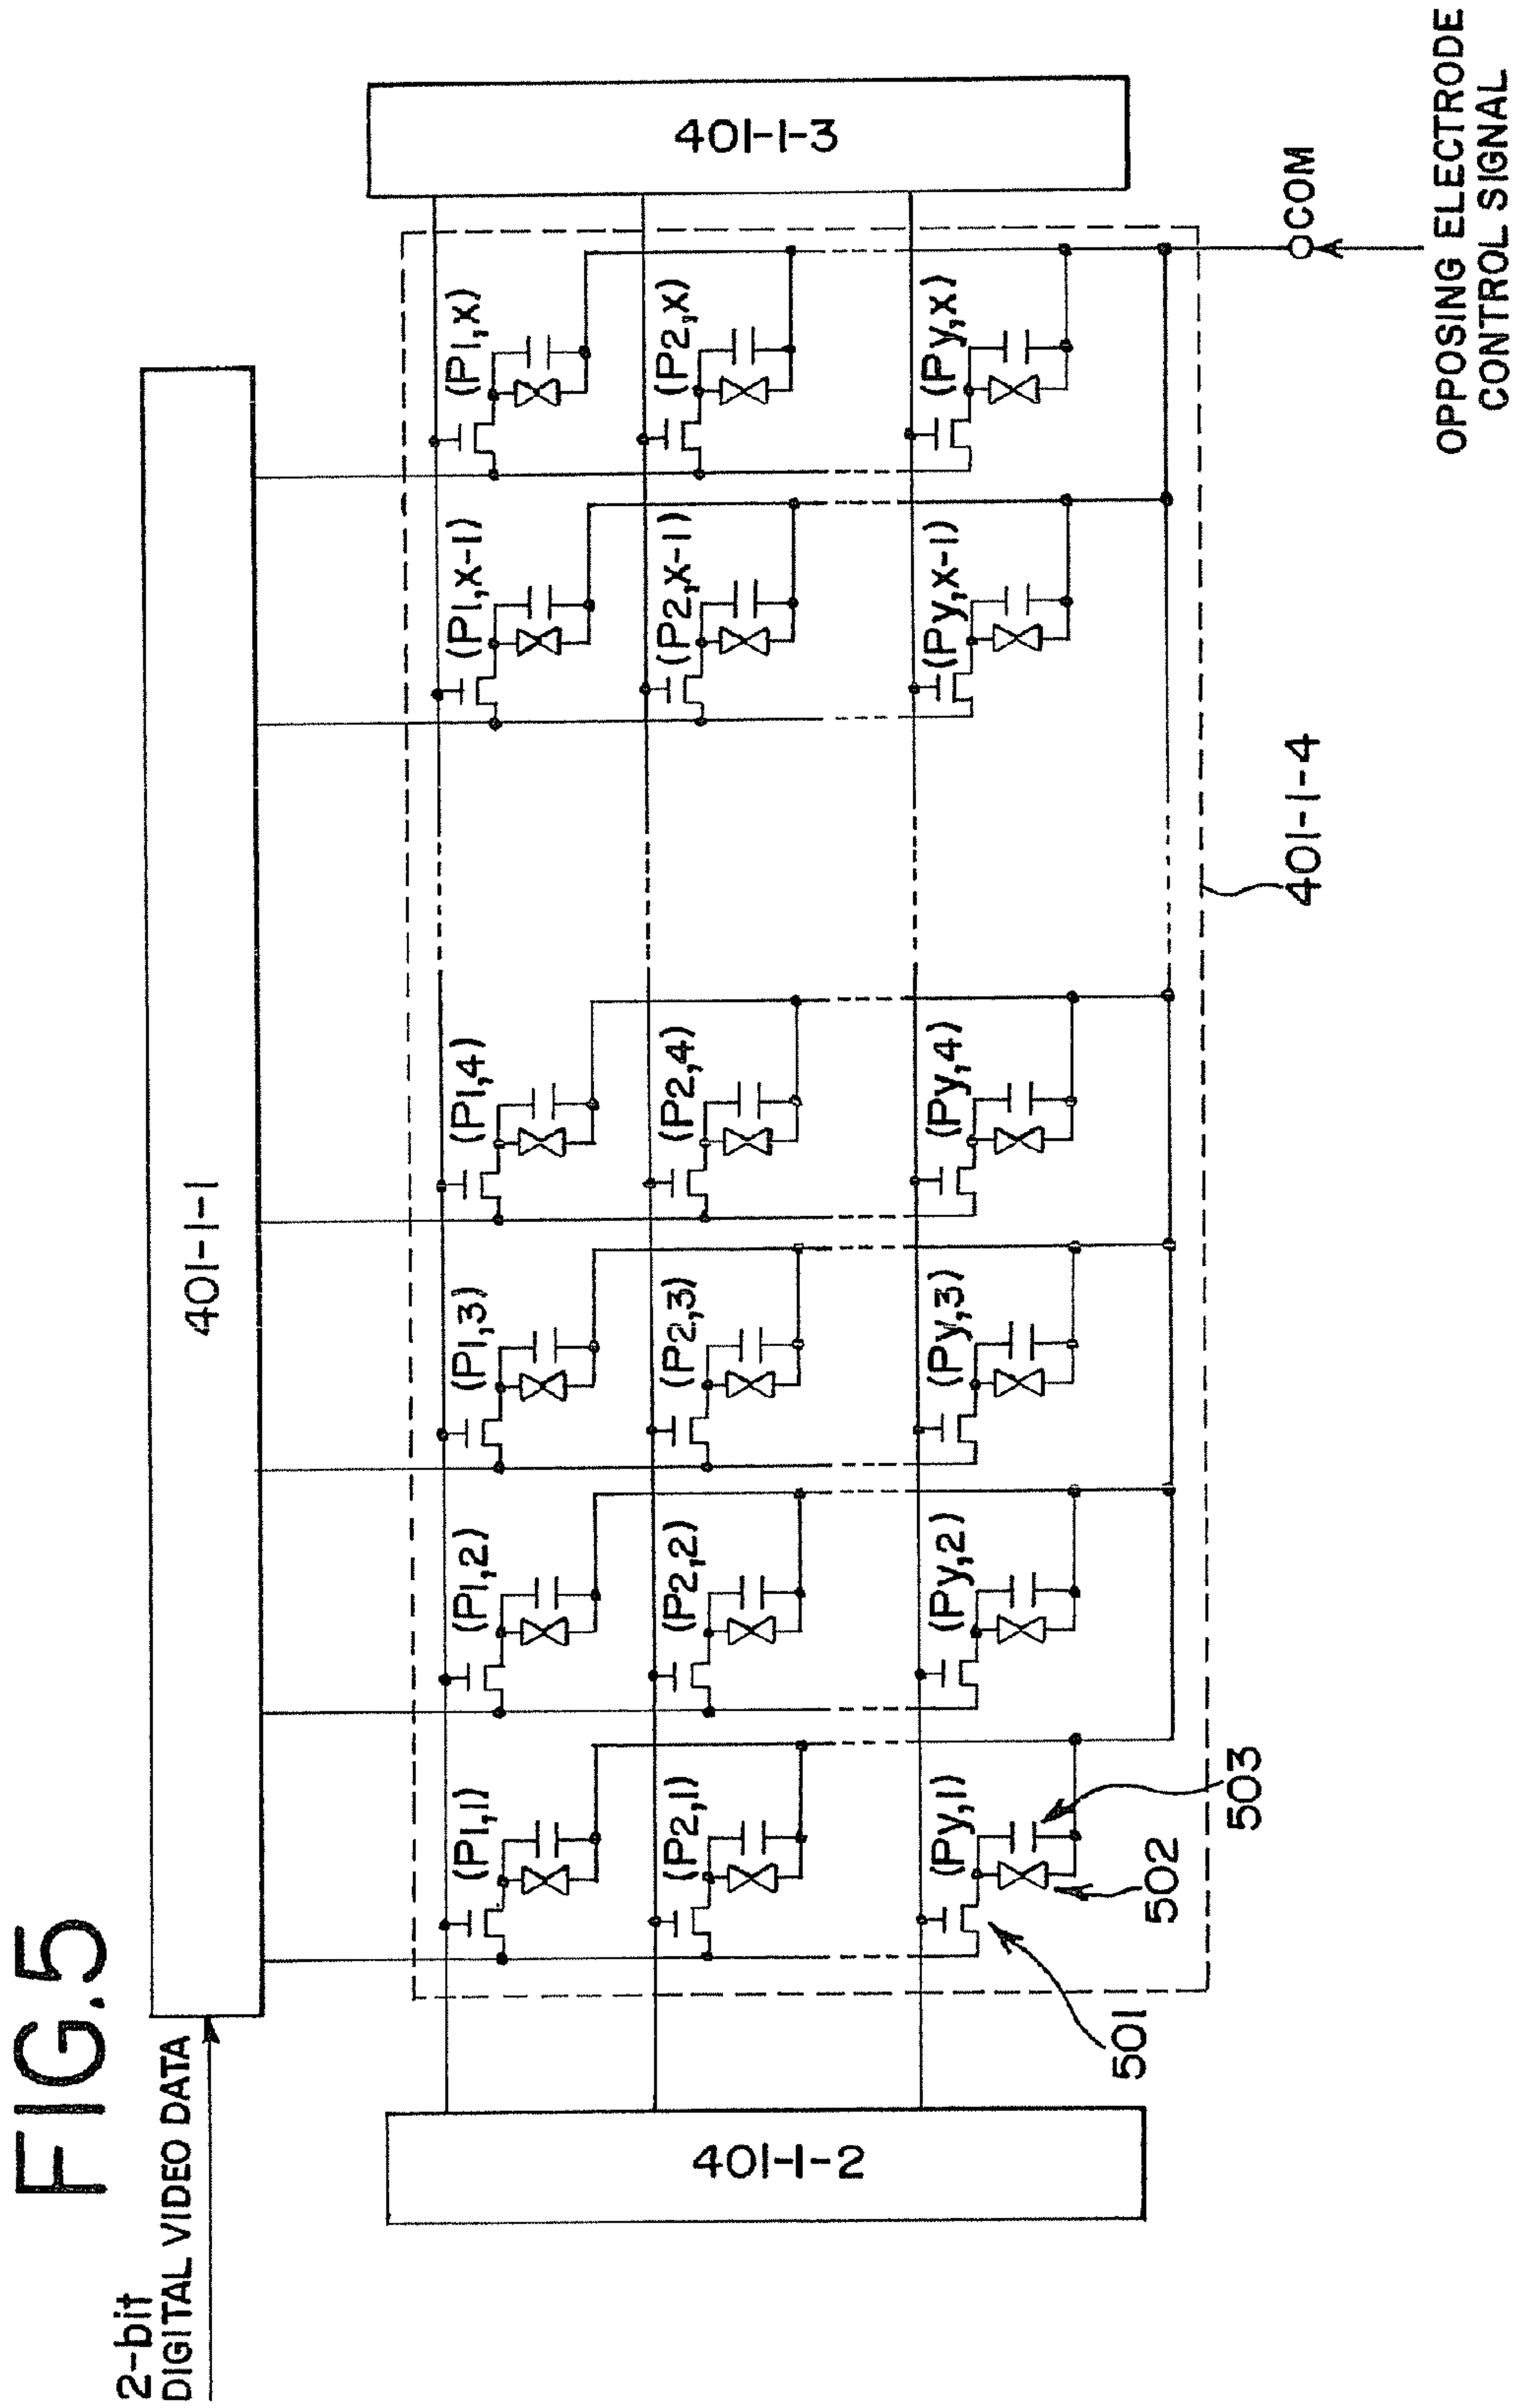 FIG.5
2-bit
DIGITAL VIDEO DATA
401-1-1
401-1-2
401-1-3
(P1,1) (P1,2) (P1,3) (P1,4) (P1,x-1) (P1,x)
(P2,1) (P2,2) (P2,3) (P2,4) (P2,x-1) (P2,x)
(Py,1) (Py,2) (Py,3) (Py,4) (Py,x-1) (Py,x)
501
502
503
401-1-4
COM
OPPOSING ELECTRODE
CONTROL SIGNAL